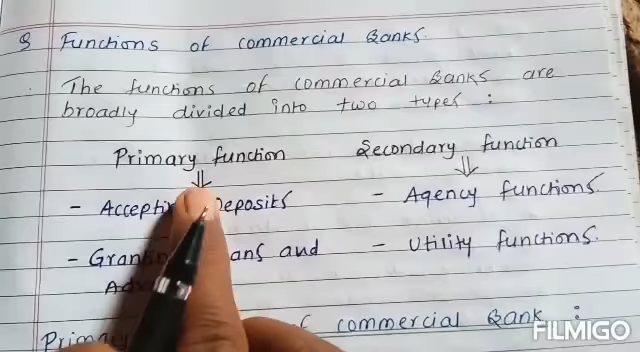 Q Functions of commercial Banks.
The functions of commercial Banks are
broadly divided into two types :
Primary function Secondary function
⇓ ⇓
- Deposits - Agency functions
- and - Utility functions.
Primary commercial Bank :
FILMIGO